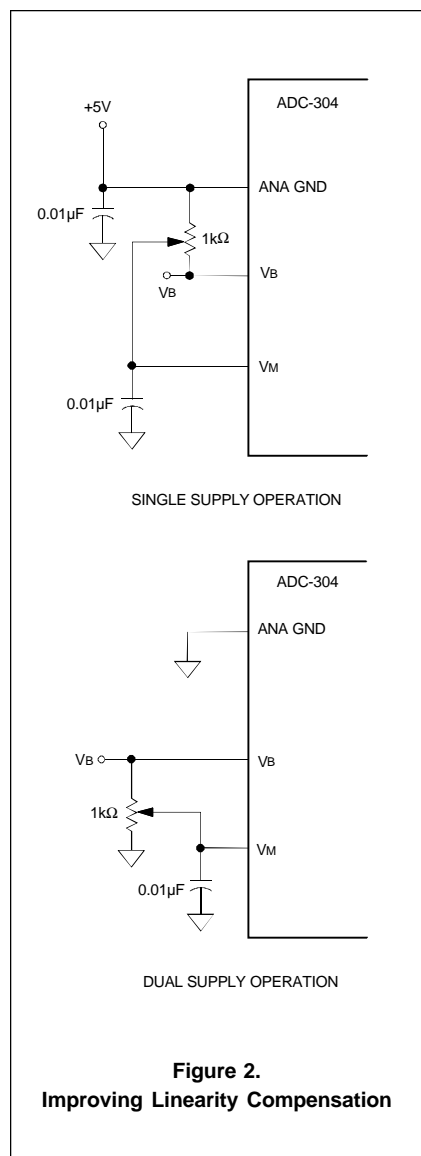 ADC-304
+5V
ANA GND
0.01µF
1kΩ
VB
VB
VM
0.01µF
SINGLE SUPPLY OPERATION
ADC-304
ANA GND
VB
VB
1kΩ
VM
0.01µF
DUAL SUPPLY OPERATION
Figure 2.
Improving Linearity Compensation